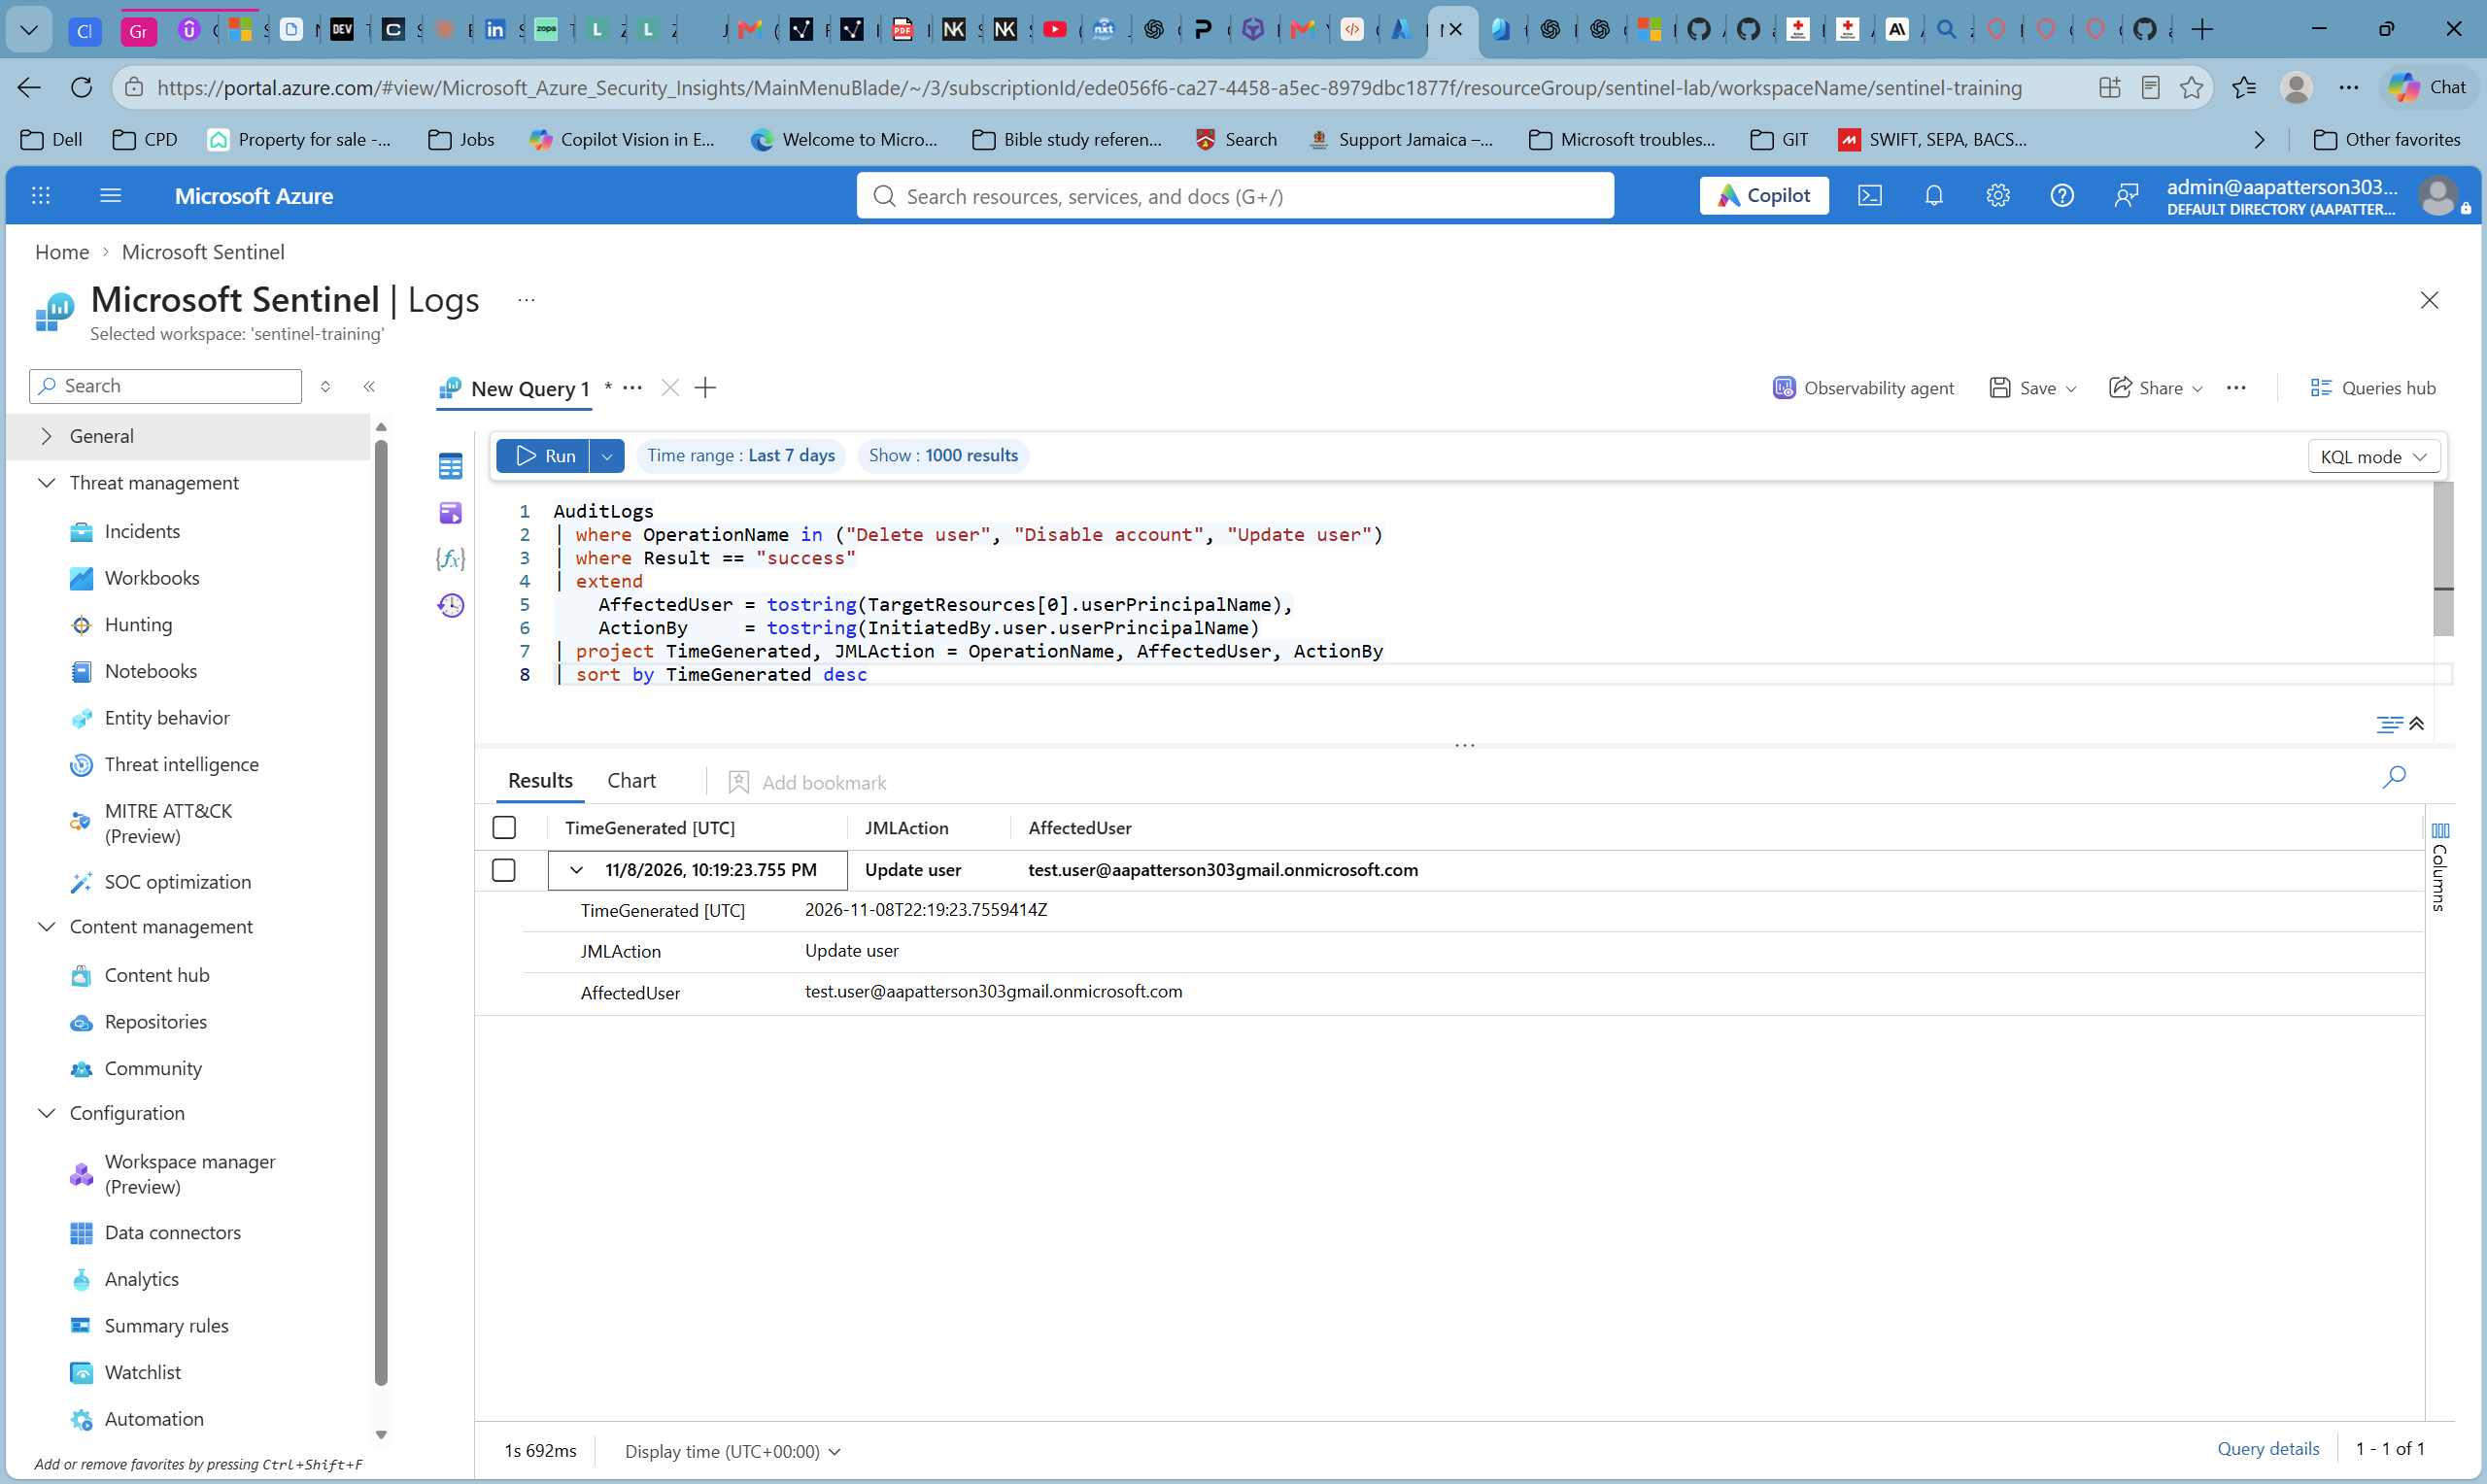 Cl
Gr
https://portal.azure.com/#view/Microsoft_Azure_Security_Insights/MainMenuBlade/~/3/subscriptionId/ede056f6-ca27-4458-a5ec-8979dbc1877f/resourceGroup/sentinel-lab/workspaceName/sentinel-training
Chat
Dell
CPD
Property for sale -...
Jobs
Copilot Vision in E...
Welcome to Micro...
Bible study referen...
Search
Support Jamaica –...
Microsoft troubles...
GIT
SWIFT, SEPA, BACS...
Other favorites
Microsoft Azure
Search resources, services, and docs (G+/)
Copilot
admin@aapatterson303...
DEFAULT DIRECTORY (AAPATTER...
Home > Microsoft Sentinel
Microsoft Sentinel | Logs ...
Selected workspace: 'sentinel-training'
Search
General
Threat management
Incidents
Workbooks
Hunting
Notebooks
Entity behavior
Threat intelligence
MITRE ATT&CK
(Preview)
SOC optimization
Content management
Content hub
Repositories
Community
Configuration
Workspace manager
(Preview)
Data connectors
Analytics
Summary rules
Watchlist
Automation
Add or remove favorites by pressing Ctrl+Shift+F
New Query 1 * ...
Observability agent
Save
Share
...
Queries hub
Run
Time range : Last 7 days
Show : 1000 results
KQL mode
1 AuditLogs
2 | where OperationName in ("Delete user", "Disable account", "Update user")
3 | where Result == "success"
4 | extend
5 AffectedUser = tostring(TargetResources[0].userPrincipalName),
6 ActionBy = tostring(InitiatedBy.user.userPrincipalName)
7 | project TimeGenerated, JMLAction = OperationName, AffectedUser, ActionBy
8 | sort by TimeGenerated desc
Results
Chart
Add bookmark
TimeGenerated [UTC] JMLAction AffectedUser
11/8/2026, 10:19:23.755 PM Update user test.user@aapatterson303gmail.onmicrosoft.com
TimeGenerated [UTC] 2026-11-08T22:19:23.7559414Z
JMLAction Update user
AffectedUser test.user@aapatterson303gmail.onmicrosoft.com
Columns
1s 692ms
Display time (UTC+00:00)
Query details
1 - 1 of 1